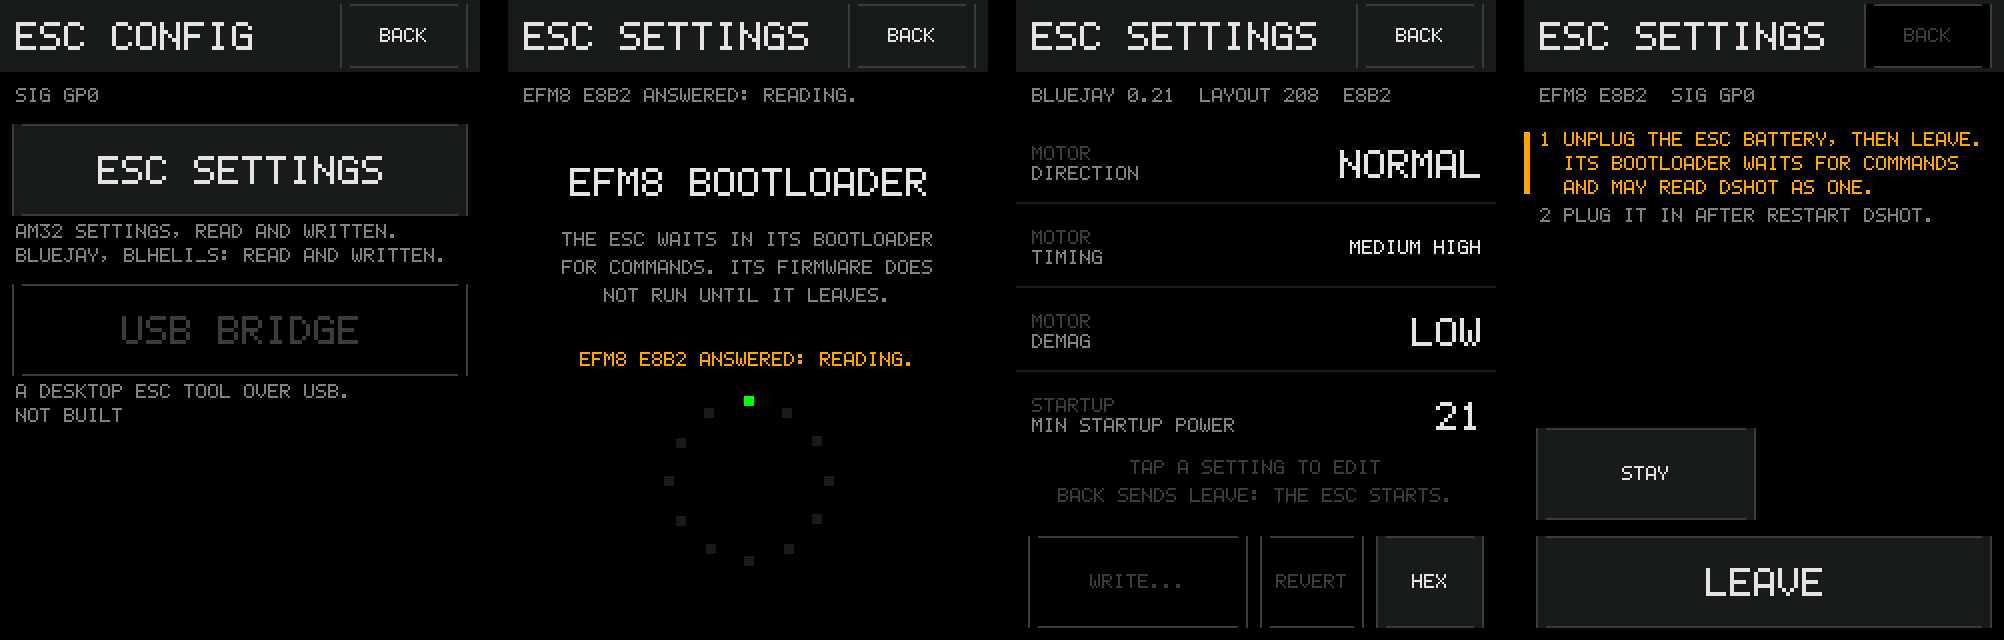 ESC CONFIG
BACK
SIG GP0
ESC SETTINGS
AM32 SETTINGS, READ AND WRITTEN.
BLUEJAY, BLHELI_S: READ AND WRITTEN.
USB BRIDGE
A DESKTOP ESC TOOL OVER USB.
NOT BUILT
ESC SETTINGS
BACK
EFM8 E8B2 ANSWERED: READING.
EFM8 BOOTLOADER
THE ESC WAITS IN ITS BOOTLOADER
FOR COMMANDS. ITS FIRMWARE DOES
NOT RUN UNTIL IT LEAVES.
EFM8 E8B2 ANSWERED: READING.
ESC SETTINGS
BACK
BLUEJAY 0.21 LAYOUT 208 E8B2
MOTOR
DIRECTION
NORMAL
MOTOR
TIMING
MEDIUM HIGH
MOTOR
DEMAG
LOW
STARTUP
MIN STARTUP POWER
21
TAP A SETTING TO EDIT
BACK SENDS LEAVE: THE ESC STARTS.
WRITE...
REVERT
HEX
ESC SETTINGS
BACK
EFM8 E8B2 SIG GP0
1 UNPLUG THE ESC BATTERY, THEN LEAVE.
ITS BOOTLOADER WAITS FOR COMMANDS
AND MAY READ DSHOT AS ONE.
2 PLUG IT IN AFTER RESTART DSHOT.
STAY
LEAVE